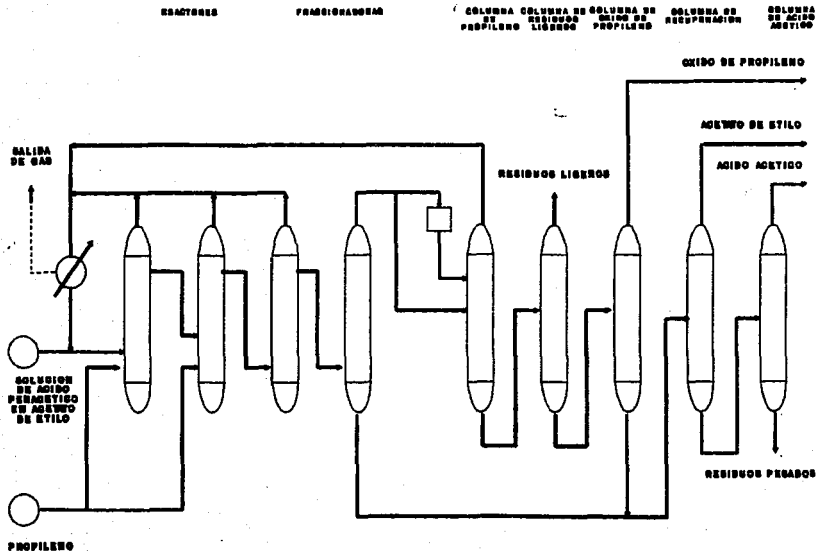 REACTORES
FRACCIONADORAS
COLUMNA
DE
PROPILENO
COLUMNA DE
RESIDUOS
LIGEROS
COLUMNA DE
OXIDO DE
PROPILENO
COLUMNA DE
RECUPERACION
COLUMNA
DE ACIDO
ACETICO
OXIDO DE PROPILENO
ACETATO DE ETILO
ACIDO ACETICO
SALIDA
DE GAS
RESIDUOS LIGEROS
SOLUCION
DE ACIDO
PERACETICO
EN ACETATO
DE ETILO
RESIDUOS PESADOS
PROPILENO